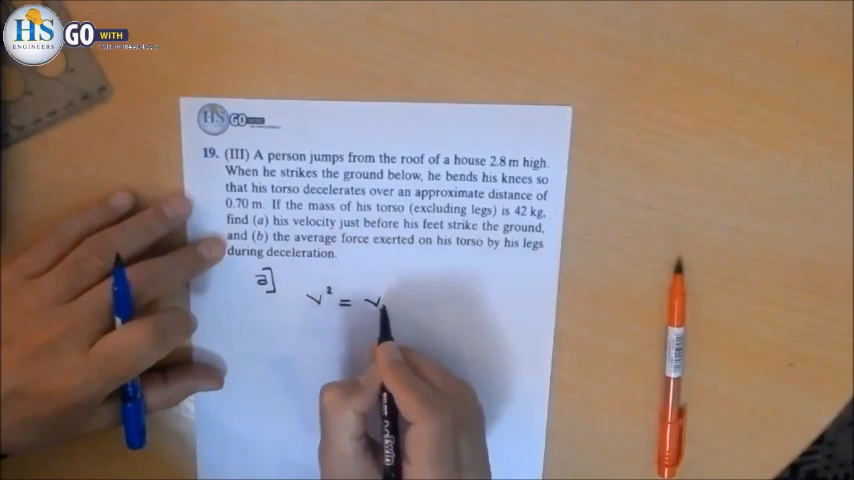 HS GO WITH
ENGINEERS
HS GO
19. (III) A person jumps from the roof of a house 2.8 m high.
When he strikes the ground below, he bends his knees so
that his torso decelerates over an approximate distance of
0.70 m. If the mass of his torso (excluding legs) is 42 kg,
find (a) his velocity just before his feet strike the ground,
and (b) the average force exerted on his torso by his legs
during deceleration.
a]
v² = v